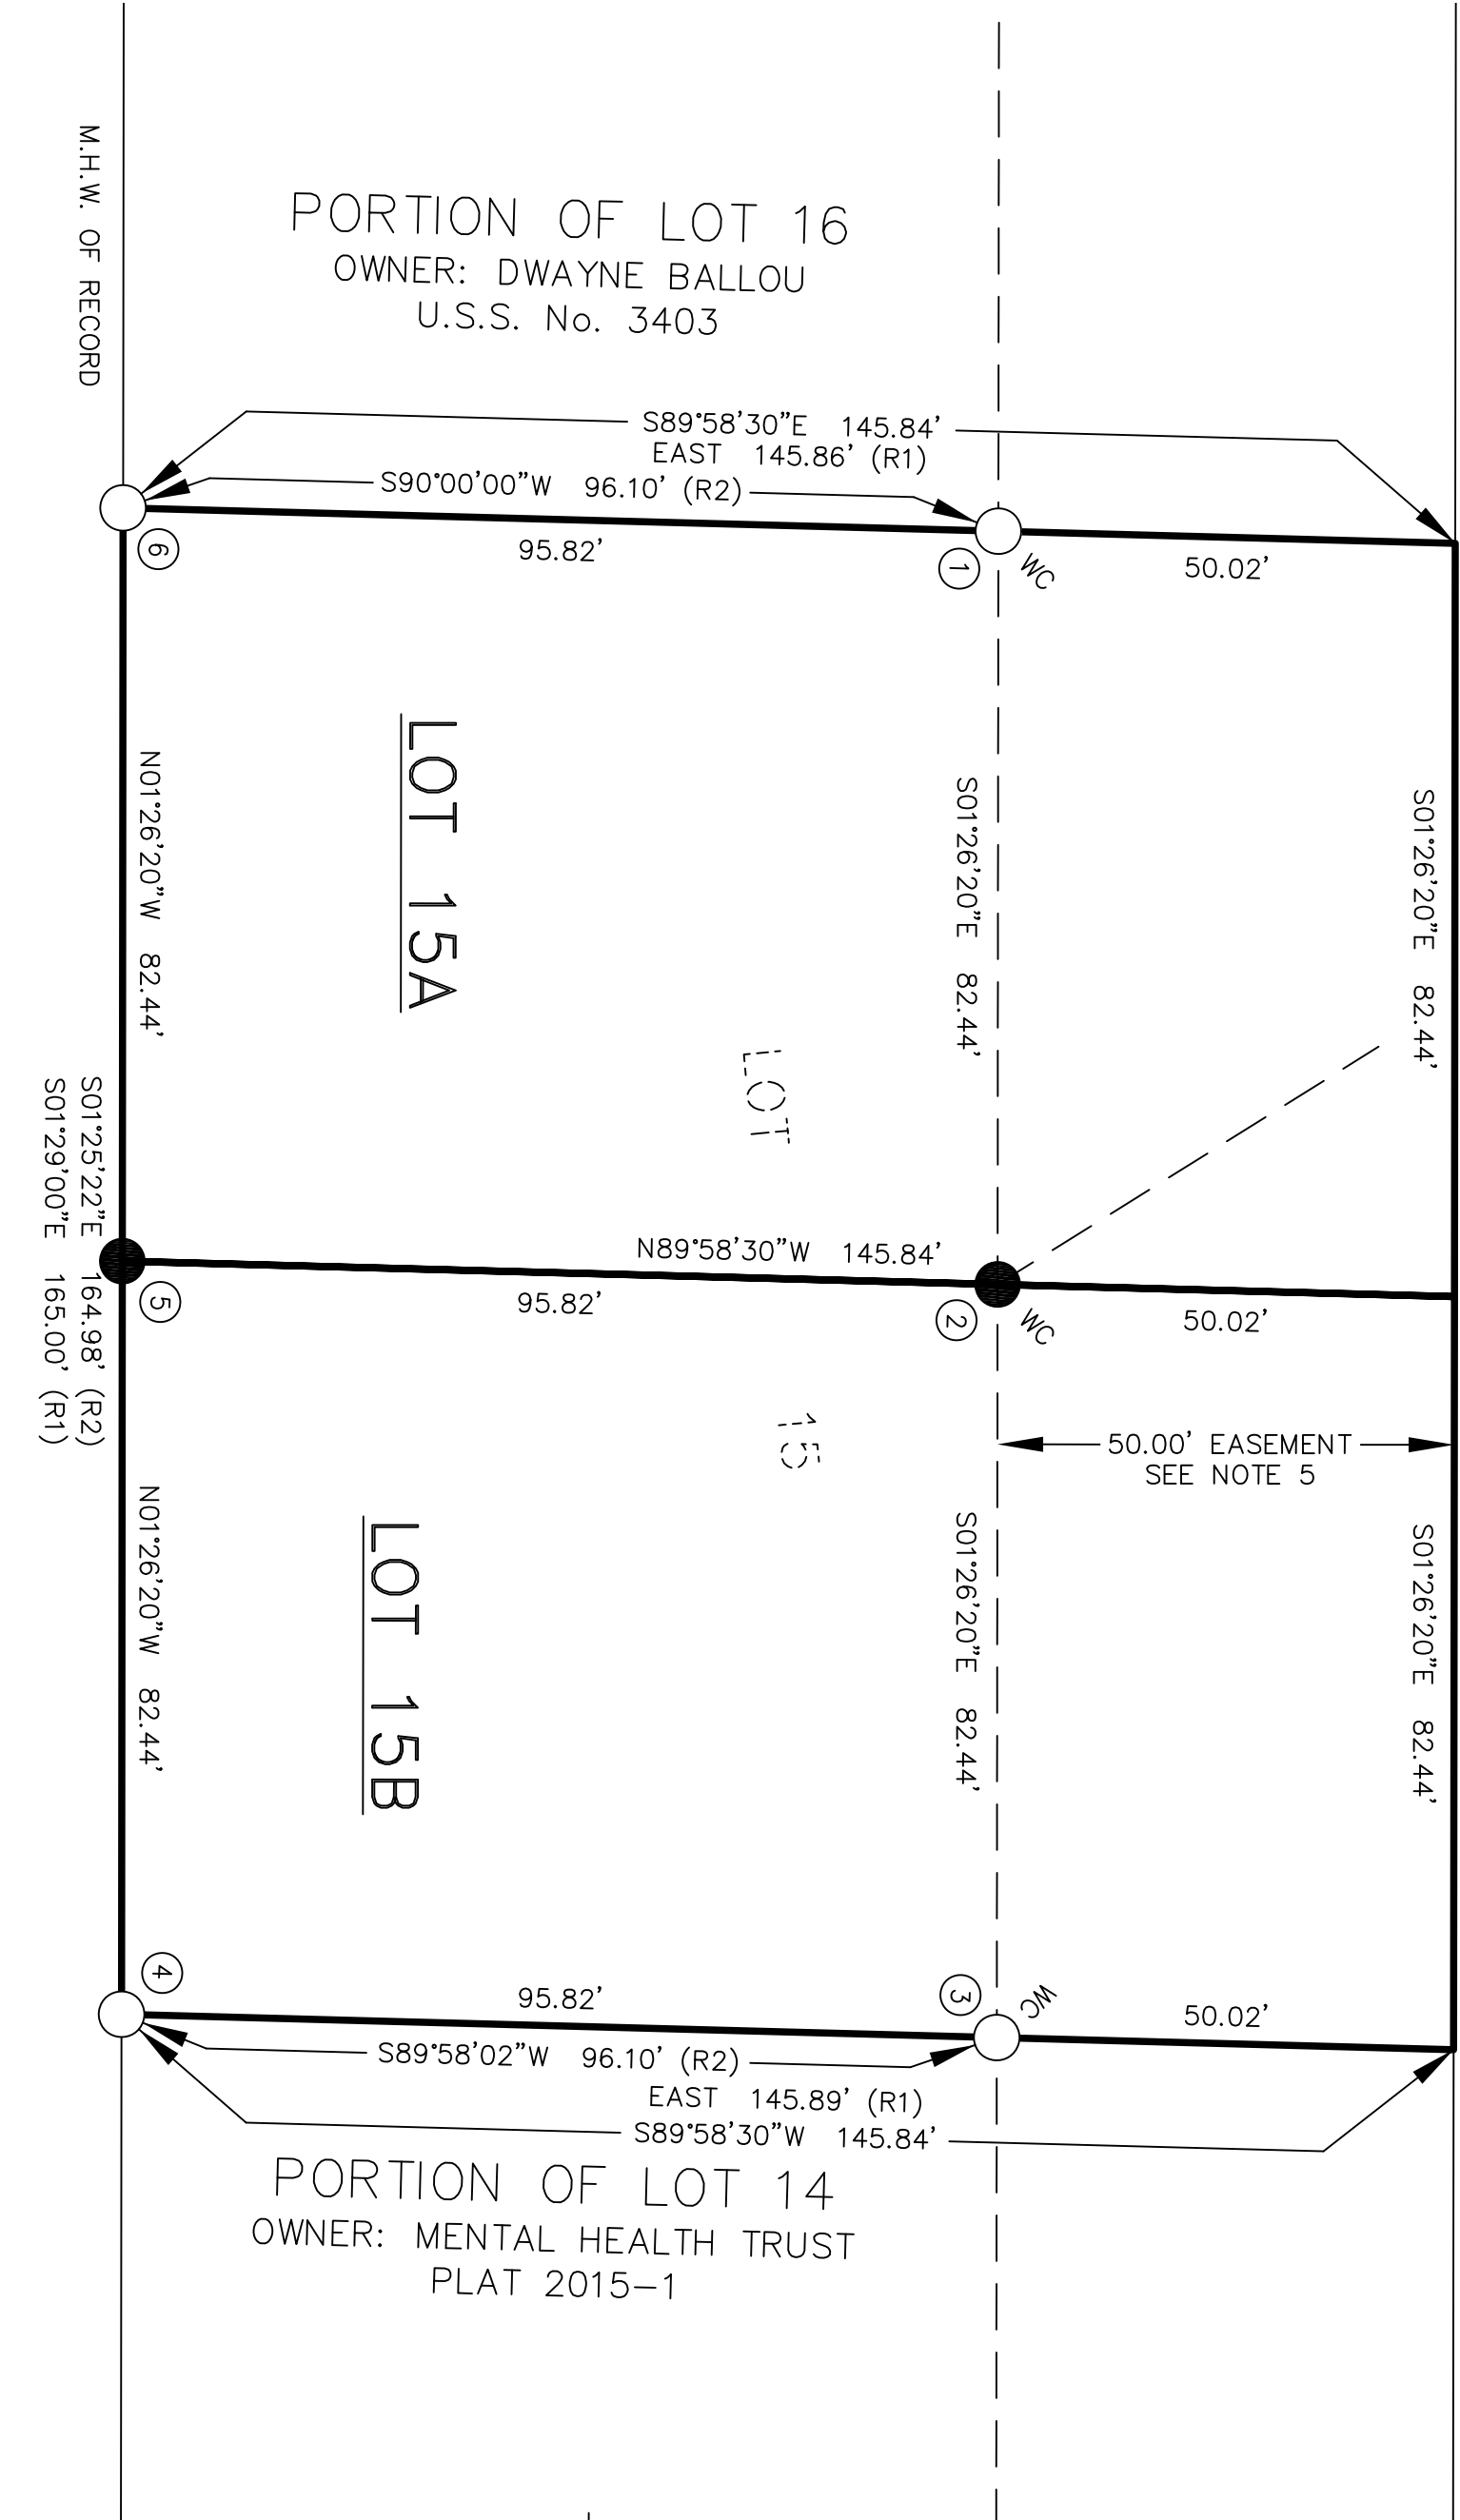 M.H.W. OF RECORD
PORTION OF LOT 16
OWNER: DWAYNE BALLOU
U.S.S. No. 3403
S89°58'30"E 145.84'
EAST 145.86' (R1)
S90°00'00"W 96.10' (R2)
6
95.82'
1
WC
50.02'
LOT 15A
N01°26'20"W 82.44'
S01°26'20"E 82.44'
S01°26'20"E 82.44'
LOT
S01°25'22"E 164.98' (R2)
S01°29'00"E 165.00' (R1)
N89°58'30"W 145.84'
5
95.82'
2
WC
50.02'
15
50.00' EASEMENT
SEE NOTE 5
LOT 15B
N01°26'20"W 82.44'
S01°26'20"E 82.44'
S01°26'20"E 82.44'
4
95.82'
3
WC
50.02'
S89°58'02"W 96.10' (R2)
EAST 145.89' (R1)
S89°58'30"W 145.84'
PORTION OF LOT 14
OWNER: MENTAL HEALTH TRUST
PLAT 2015-1